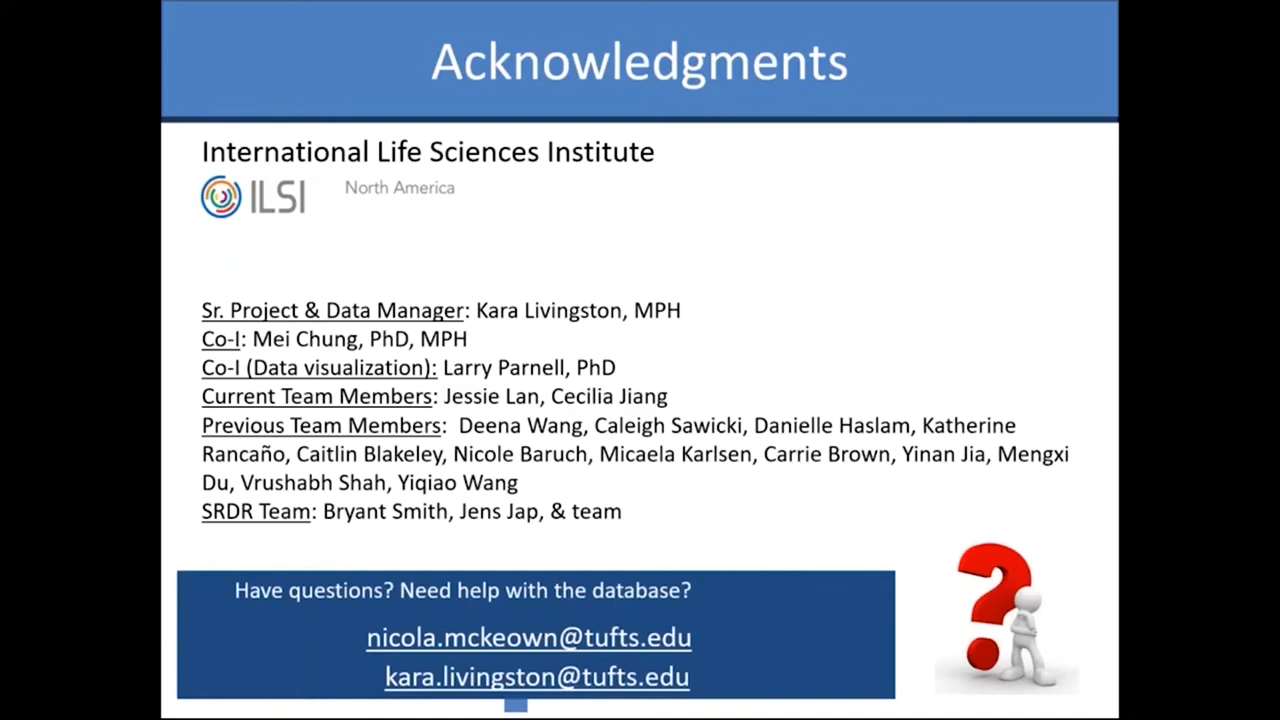 Acknowledgments
International Life Sciences Institute
ILSI North America
Sr. Project & Data Manager: Kara Livingston, MPH
Co-I: Mei Chung, PhD, MPH
Co-I (Data visualization): Larry Parnell, PhD
Current Team Members: Jessie Lan, Cecilia Jiang
Previous Team Members:  Deena Wang, Caleigh Sawicki, Danielle Haslam, Katherine
Rancaño, Caitlin Blakeley, Nicole Baruch, Micaela Karlsen, Carrie Brown, Yinan Jia, Mengxi
Du, Vrushabh Shah, Yiqiao Wang
SRDR Team: Bryant Smith, Jens Jap, & team
Have questions? Need help with the database?
nicola.mckeown@tufts.edu
kara.livingston@tufts.edu